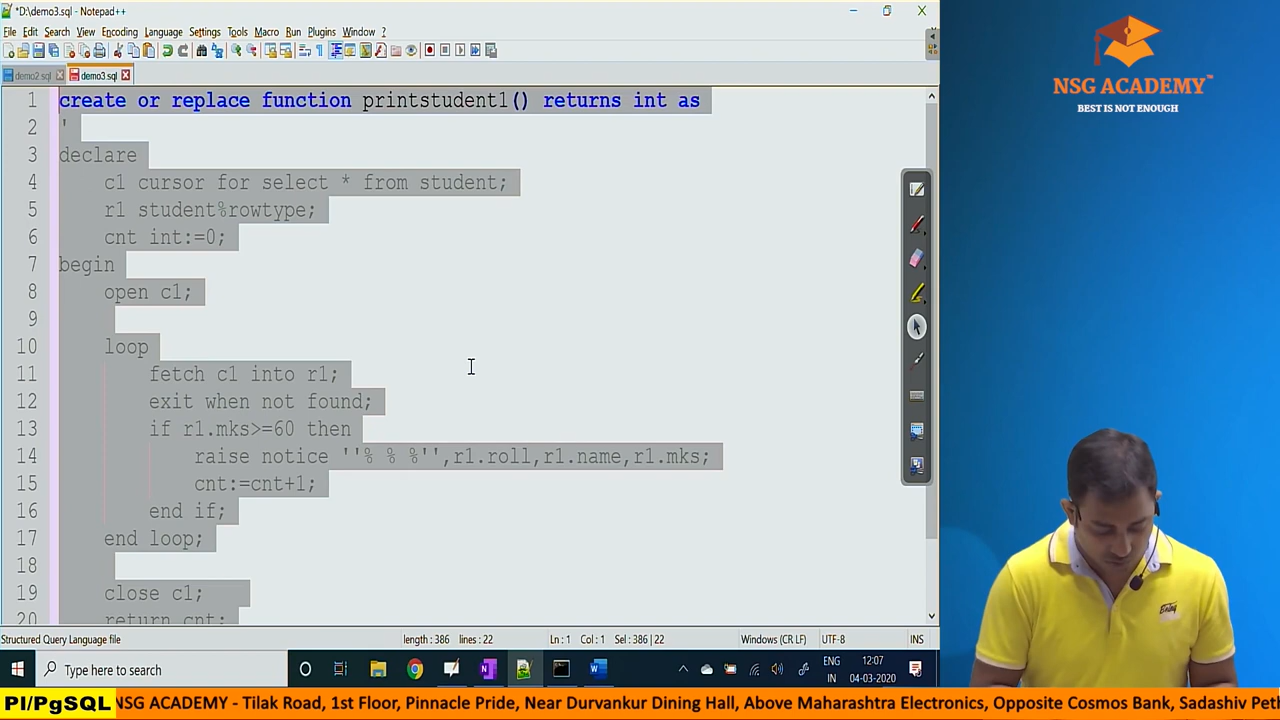 *D:\demo3.sql - Notepad++
File Edit Search View Encoding Language Settings Tools Macro Run Plugins Window ?
demo2.sql demo3.sql
1 create or replace function printstudent1() returns int as
2 '
3 declare
4 c1 cursor for select * from student;
5 r1 student%rowtype;
6 cnt int:=0;
7 begin
8 open c1;
9
10 loop
11 fetch c1 into r1;
12 exit when not found;
13 if r1.mks>=60 then
14 raise notice ''% % %'',r1.roll,r1.name,r1.mks;
15 cnt:=cnt+1;
16 end if;
17 end loop;
18
19 close c1;
20 return cnt;
Structured Query Language file length : 386 lines : 22 Ln : 1 Col : 1 Sel : 386 | 22 Windows (CR LF) UTF-8 INS
Type here to search
ENG
IN
12:07
04-03-2020
NSG ACADEMY™
BEST IS NOT ENOUGH
Pl/PgSQL NSG ACADEMY - Tilak Road, 1st Floor, Pinnacle Pride, Near Durvankur Dining Hall, Above Maharashtra Electronics, Opposite Cosmos Bank, Sadashiv Pet